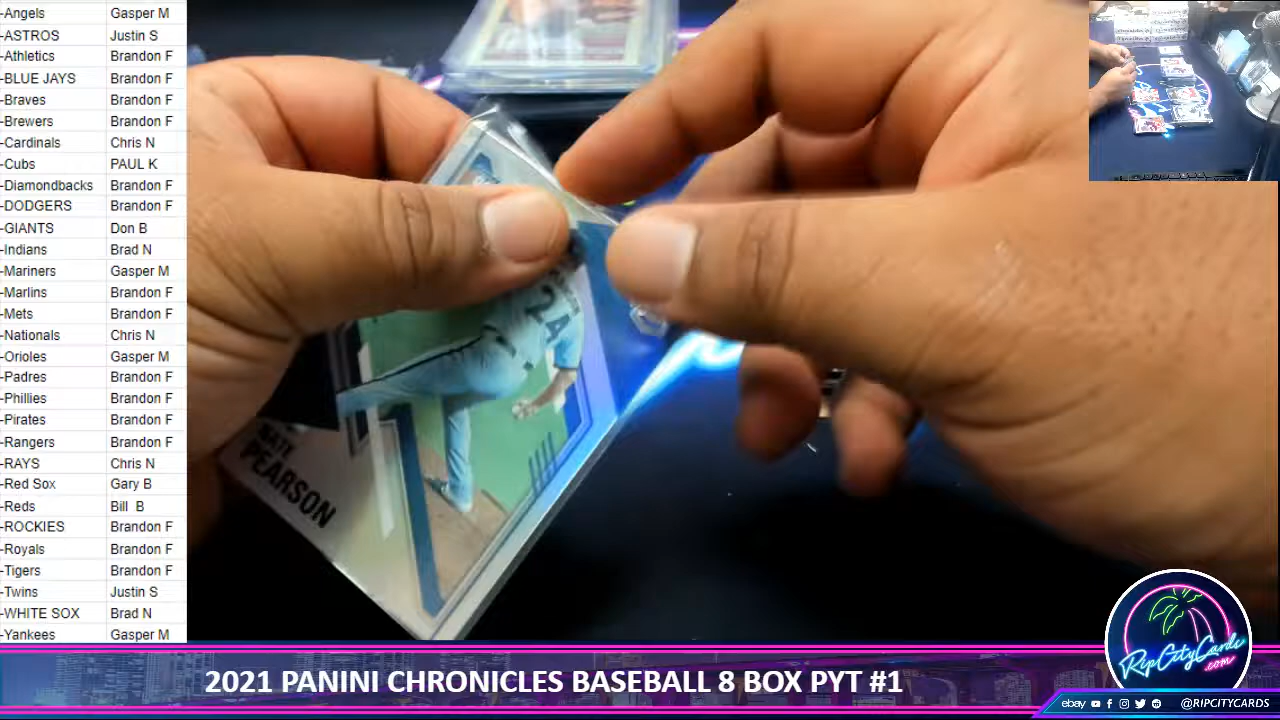 -Angels Gasper M
-ASTROS Justin S
-Athletics Brandon F
-BLUE JAYS Brandon F
-Braves Brandon F
-Brewers Brandon F
-Cardinals Chris N
-Cubs PAUL K
-Diamondbacks Brandon F
-DODGERS Brandon F
-GIANTS Don B
-Indians Brad N
-Mariners Gasper M
-Marlins Brandon F
-Mets Brandon F
-Nationals Chris N
-Orioles Gasper M
-Padres Brandon F
-Phillies Brandon F
-Pirates Brandon F
-Rangers Brandon F
-RAYS Chris N
-Red Sox Gary B
-Reds Bill B
-ROCKIES Brandon F
-Royals Brandon F
-Tigers Brandon F
-Twins Justin S
-WHITE SOX Brad N
-Yankees Gasper M
PEARSON
RipCityCards
.com
2021 PANINI CHRONICLES BASEBALL 8 BOX PYT #1
ebay @RIPCITYCARDS